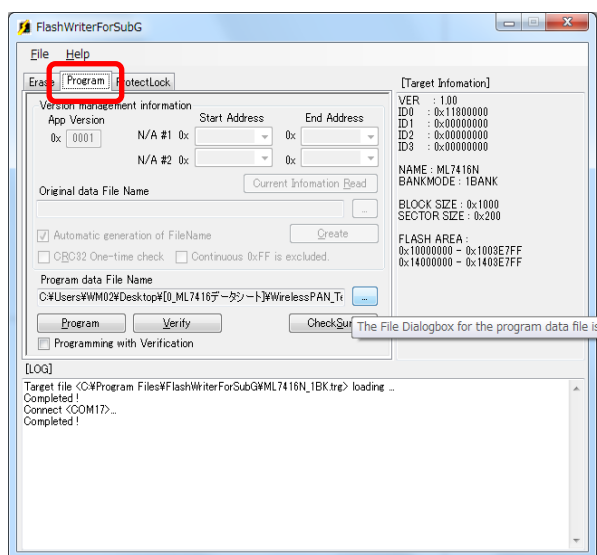 FlashWriterForSubG
File Help
Erase Program ProtectLock
Version management information
App Version
0x 0001
Start Address End Address
N/A #1 0x 0x
N/A #2 0x 0x
Current Infomation Read
Original data File Name
...
Automatic generation of FileName
Create
CRC32 One-time check Continuous 0xFF is excluded.
Program data File Name
C:¥Users¥WM02¥Desktop¥[0_ML7416データシート]¥WirelessPAN_Te
...
Program Verify CheckSum
The File Dialogbox for the program data file is
Programming with Verification
[Target Infomation]
VER : 1.00
ID0 : 0x11800000
ID1 : 0x00000000
ID2 : 0x00000000
ID3 : 0x00000000
NAME : ML7416N
BANKMODE : 1BANK
BLOCK SIZE : 0x1000
SECTOR SIZE : 0x200
FLASH AREA :
0x10000000 - 0x1003E7FF
0x14000000 - 0x1403E7FF
[LOG]
Target file <C:¥Program Files¥FlashWriterForSubG¥ML7416N_1BK.trg> loading ...
Completed !
Connect <COM17>...
Completed !